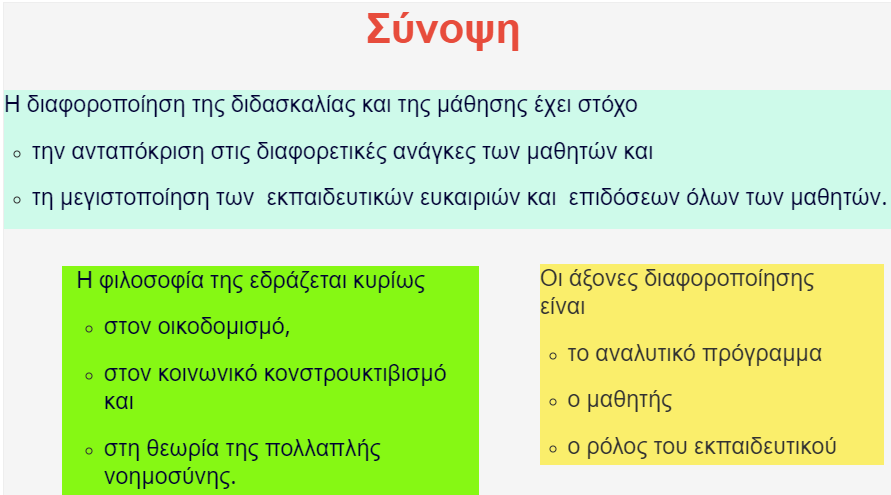 Σύνοψη
Η διαφοροποίηση της διδασκαλίας και της μάθησης έχει στόχο
την ανταπόκριση στις διαφορετικές ανάγκες των μαθητών και
τη μεγιστοποίηση των εκπαιδευτικών ευκαιριών και επιδόσεων όλων των μαθητών.
Η φιλοσοφία της εδράζεται κυρίως
στον οικοδομισμό,
στον κοινωνικό κονστρουκτιβισμό
και
στη θεωρία της πολλαπλής
νοημοσύνης.
Οι άξονες διαφοροποίησης
είναι
το αναλυτικό πρόγραμμα
ο μαθητής
ο ρόλος του εκπαιδευτικού